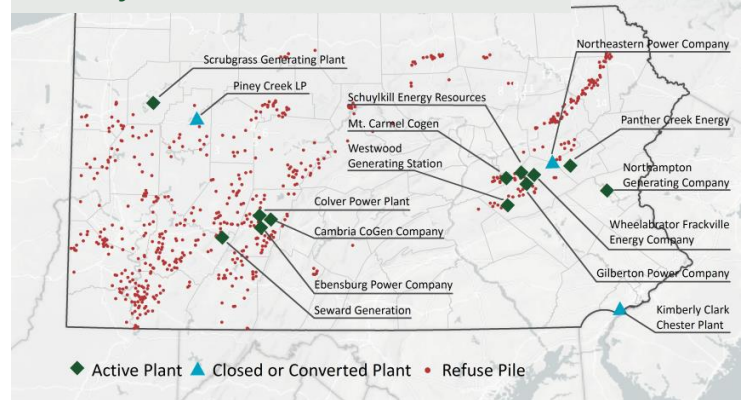 Scrubgrass Generating Plant
Piney Creek LP
Northeastern Power Company
Schuylkill Energy Resources
Mt. Carmel Cogen
Westwood
Generating Station
Panther Creek Energy
Northampton
Generating Company
Colver Power Plant
Cambria CoGen Company
Ebensburg Power Company
Seward Generation
Wheelabrator Frackville
Energy Company
Gilberton Power Company
Kimberly Clark
Chester Plant
Active Plant
Closed or Converted Plant
Refuse Pile